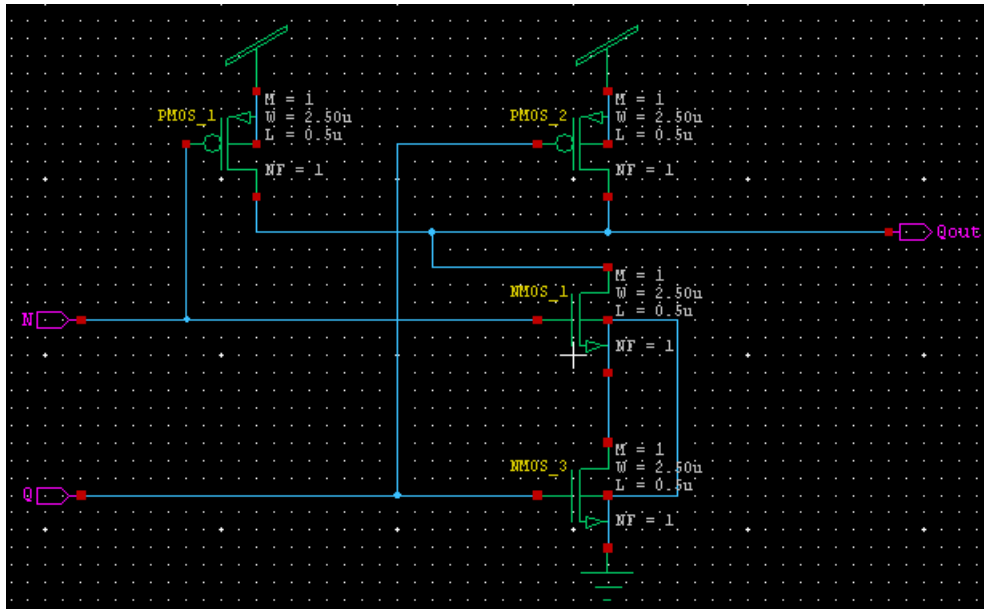 PMOS_1
M = 1
W = 2.50u
L = 0.5u
NF = 1
PMOS_2
M = 1
W = 2.50u
L = 0.5u
NF = 1
Qout
NMOS_1
M = 1
W = 2.50u
L = 0.5u
NF = 1
N
NMOS_3
M = 1
W = 2.50u
L = 0.5u
NF = 1
Q